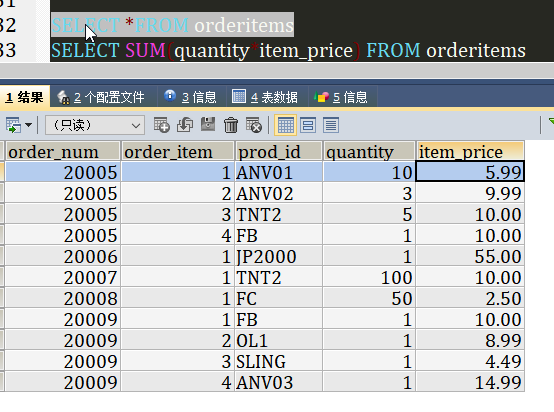 32 SELECT *FROM orderitems
33 SELECT SUM(quantity*item_price) FROM orderitems
1 结果 2 个配置文件 3 信息 4 表数据 5 信息
(只读)
order_num order_item prod_id quantity item_price
20005 1 ANV01 10 5.99
20005 2 ANV02 3 9.99
20005 3 TNT2 5 10.00
20005 4 FB 1 10.00
20006 1 JP2000 1 55.00
20007 1 TNT2 100 10.00
20008 1 FC 50 2.50
20009 1 FB 1 10.00
20009 2 OL1 1 8.99
20009 3 SLING 1 4.49
20009 4 ANV03 1 14.99